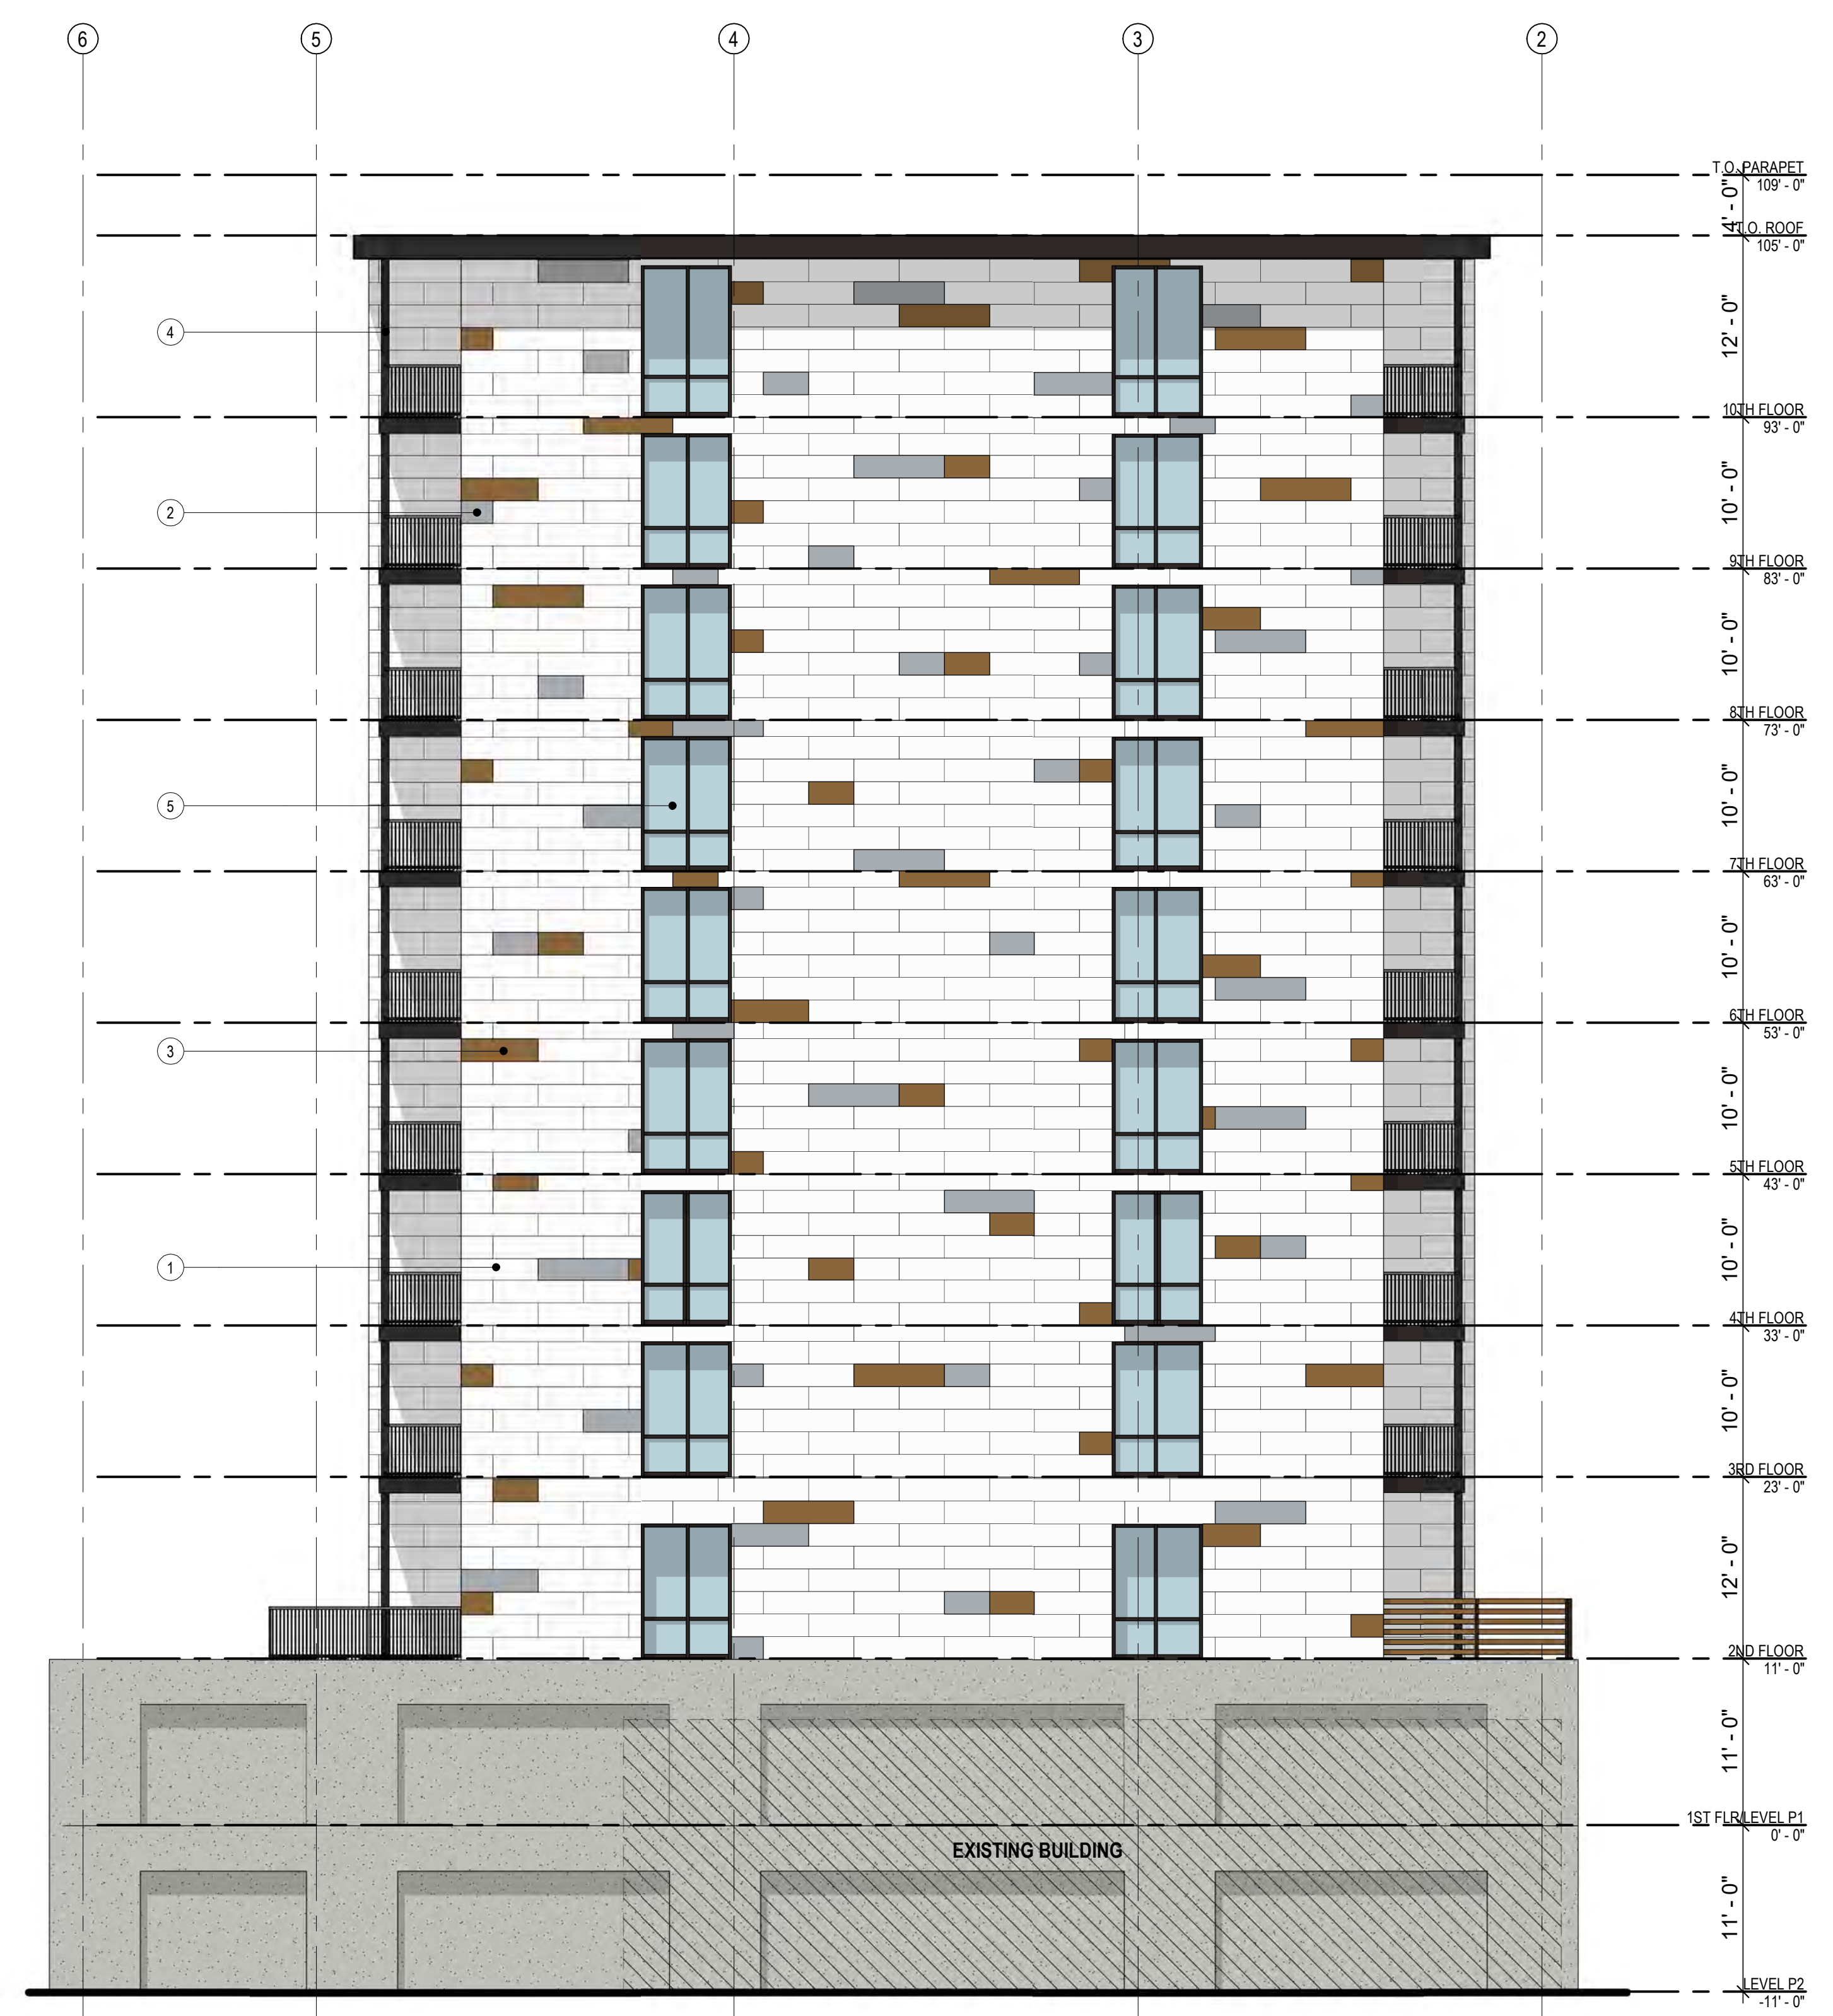 6 5 4 3 2
T.O. PARAPET
109' - 0"
4' - 0"
T.O. ROOF
105' - 0"
12' - 0"
4
10TH FLOOR
93' - 0"
10' - 0"
2
9TH FLOOR
83' - 0"
10' - 0"
8TH FLOOR
73' - 0"
10' - 0"
5
7TH FLOOR
63' - 0"
10' - 0"
6TH FLOOR
53' - 0"
3
10' - 0"
5TH FLOOR
43' - 0"
10' - 0"
1
4TH FLOOR
33' - 0"
10' - 0"
3RD FLOOR
23' - 0"
12' - 0"
2ND FLOOR
11' - 0"
11' - 0"
1ST FLR/LEVEL P1
0' - 0"
EXISTING BUILDING
11' - 0"
LEVEL P2
-11' - 0"